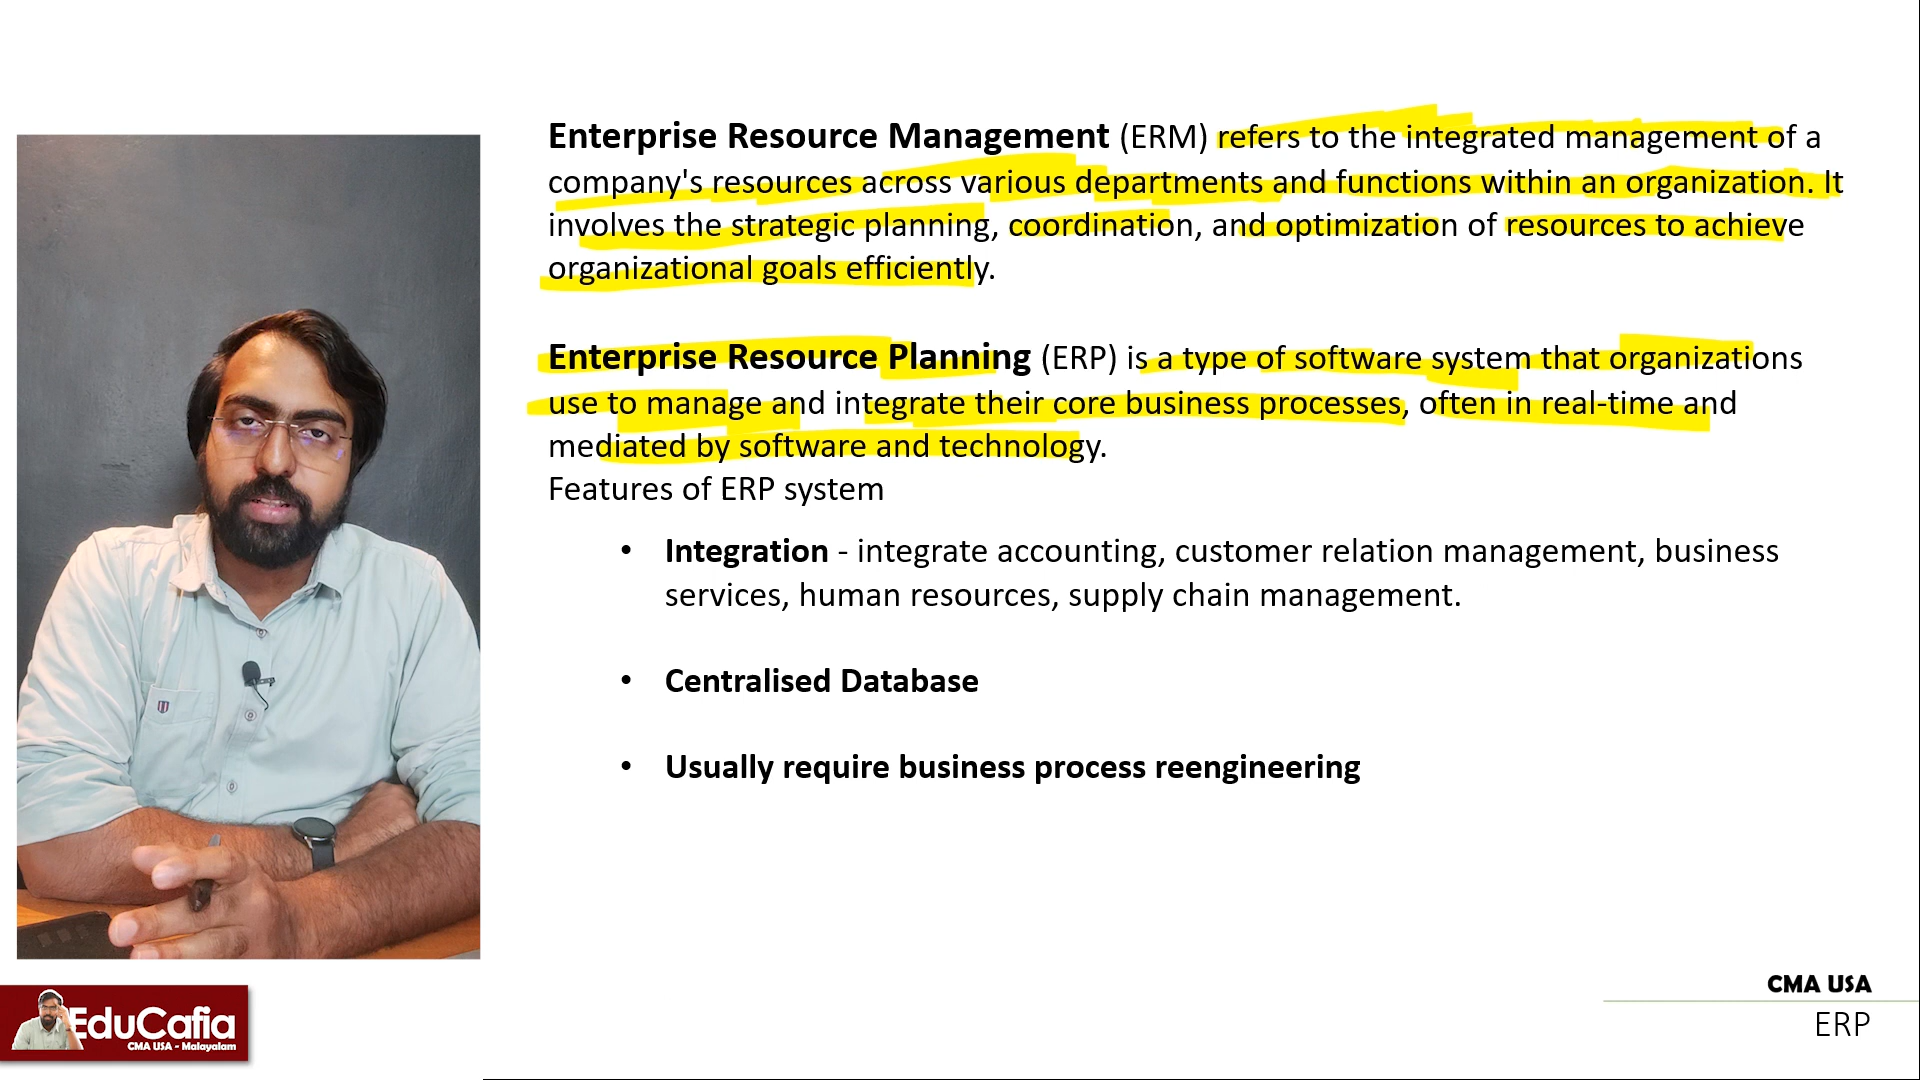 Enterprise Resource Management (ERM) refers to the integrated management of a
company's resources across various departments and functions within an organization. It
involves the strategic planning, coordination, and optimization of resources to achieve
organizational goals efficiently.
Enterprise Resource Planning (ERP) is a type of software system that organizations
use to manage and integrate their core business processes, often in real-time and
mediated by software and technology.
Features of ERP system
• Integration - integrate accounting, customer relation management, business
services, human resources, supply chain management.
• Centralised Database
• Usually require business process reengineering
EduCafia
CMA USA - Malayalam
CMA USA
ERP